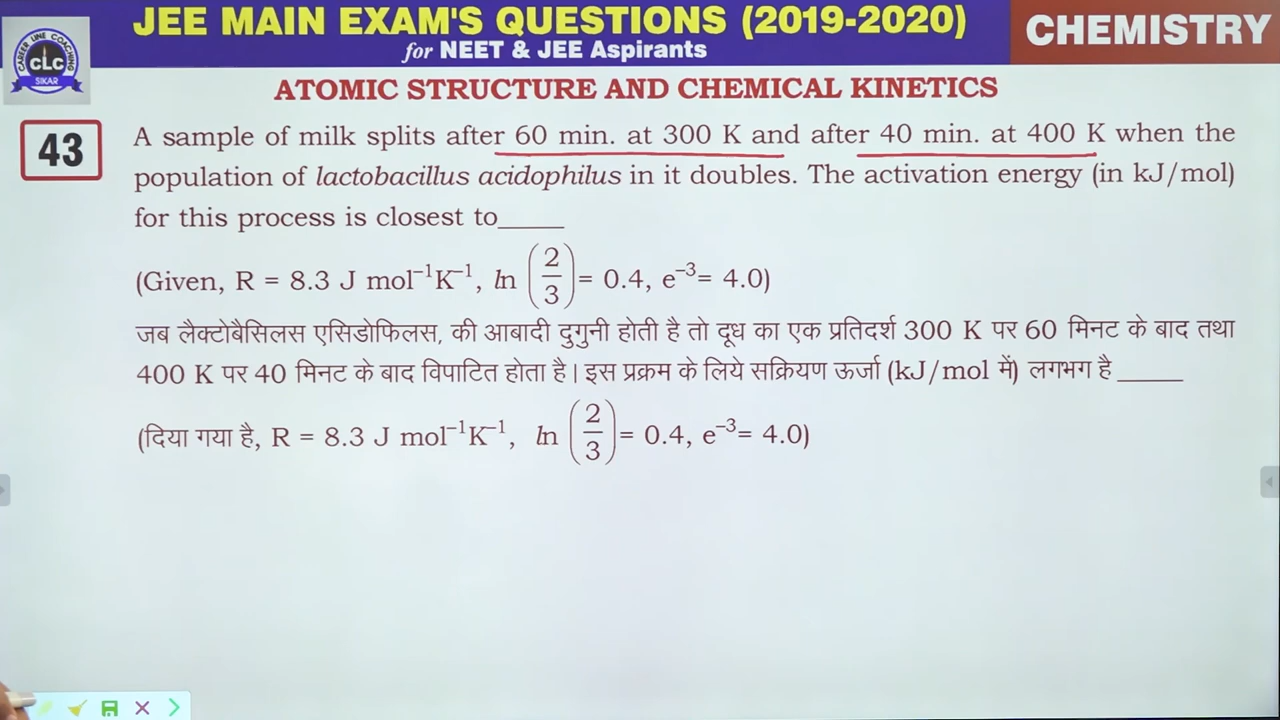 JEE MAIN EXAM'S QUESTIONS (2019-2020)
for NEET & JEE Aspirants
CHEMISTRY
CAREER LINE COACHING
CLC
SIKAR
ATOMIC STRUCTURE AND CHEMICAL KINETICS
43
A sample of milk splits after 60 min. at 300 K and after 40 min. at 400 K when the
population of lactobacillus acidophilus in it doubles. The activation energy (in kJ/mol)
for this process is closest to_____
(Given, R = 8.3 J mol⁻¹K⁻¹, ln (2/3) = 0.4, e⁻³= 4.0)
जब लैक्टोबैसिलस एसिडोफिलस, की आबादी दुगुनी होती है तो दूध का एक प्रतिदर्श 300 K पर 60 मिनट के बाद तथा
400 K पर 40 मिनट के बाद विपाटित होता है। इस प्रक्रम के लिये सक्रियण ऊर्जा (kJ/mol में) लगभग है _____
(दिया गया है, R = 8.3 J mol⁻¹K⁻¹, ln (2/3) = 0.4, e⁻³= 4.0)